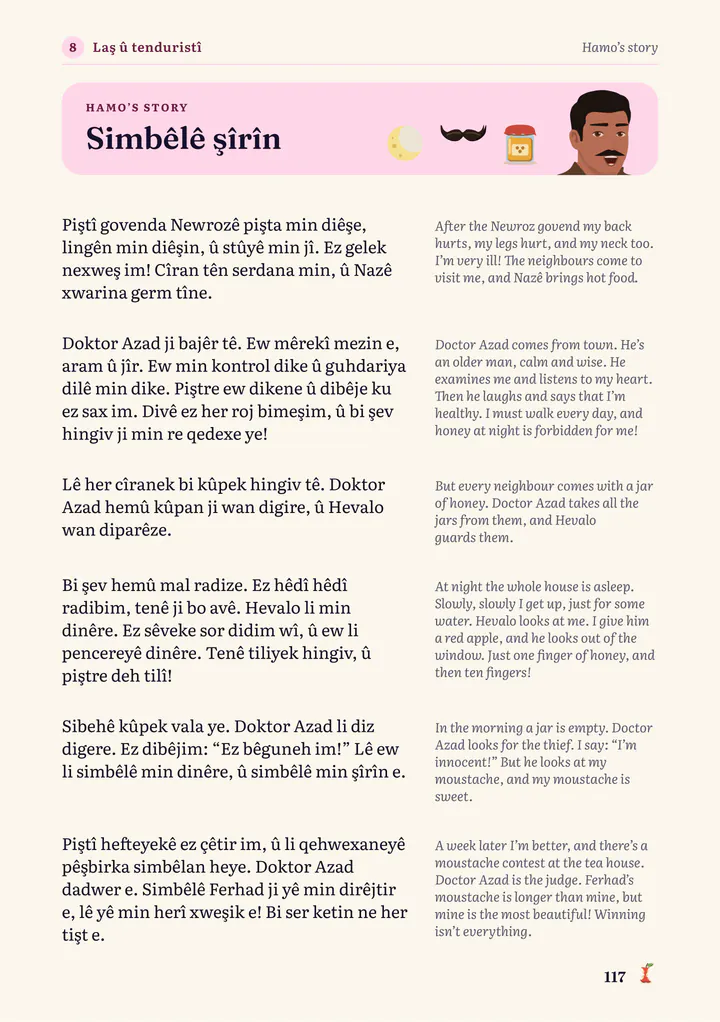 8 Laş û tenduristî
Hamo's story
HAMO'S STORY
Simbêlê şîrîn
Piştî govenda Newrozê pişta min diêşe,
lingên min diêşin, û stûyê min jî. Ez gelek
nexweş im! Cîran tên serdana min, û Nazê
xwarina germ tîne.
After the Newroz govend my back
hurts, my legs hurt, and my neck too.
I'm very ill! The neighbours come to
visit me, and Nazê brings hot food.
Doktor Azad ji bajêr tê. Ew mêrekî mezin e,
aram û jîr. Ew min kontrol dike û guhdariya
dilê min dike. Piştre ew dikene û dibêje ku
ez sax im. Divê ez her roj bimeşim, û bi şev
hingiv ji min re qedexe ye!
Doctor Azad comes from town. He's
an older man, calm and wise. He
examines me and listens to my heart.
Then he laughs and says that I'm
healthy. I must walk every day, and
honey at night is forbidden for me!
Lê her cîranek bi kûpek hingiv tê. Doktor
Azad hemû kûpan ji wan digire, û Hevalo
wan diparêze.
But every neighbour comes with a jar
of honey. Doctor Azad takes all the
jars from them, and Hevalo
guards them.
Bi şev hemû mal radize. Ez hêdî hêdî
radibim, tenê ji bo avê. Hevalo li min
dinêre. Ez sêveke sor didim wî, û ew li
pencereyê dinêre. Tenê tiliyek hingiv, û
piştre deh tilî!
At night the whole house is asleep.
Slowly, slowly I get up, just for some
water. Hevalo looks at me. I give him
a red apple, and he looks out of the
window. Just one finger of honey, and
then ten fingers!
Sibehê kûpek vala ye. Doktor Azad li diz
digere. Ez dibêjim: “Ez bêguneh im!” Lê ew
li simbêlê min dinêre, û simbêlê min şîrîn e.
In the morning a jar is empty. Doctor
Azad looks for the thief. I say: “I'm
innocent!” But he looks at my
moustache, and my moustache is
sweet.
Piştî hefteyekê ez çêtir im, û li qehwexaneyê
pêşbirka simbêlan heye. Doktor Azad
dadwer e. Simbêlê Ferhad ji yê min dirêjtir
e, lê yê min herî xweşik e! Bi ser ketin ne her
tişt e.
A week later I'm better, and there's a
moustache contest at the tea house.
Doctor Azad is the judge. Ferhad's
moustache is longer than mine, but
mine is the most beautiful! Winning
isn't everything.
117